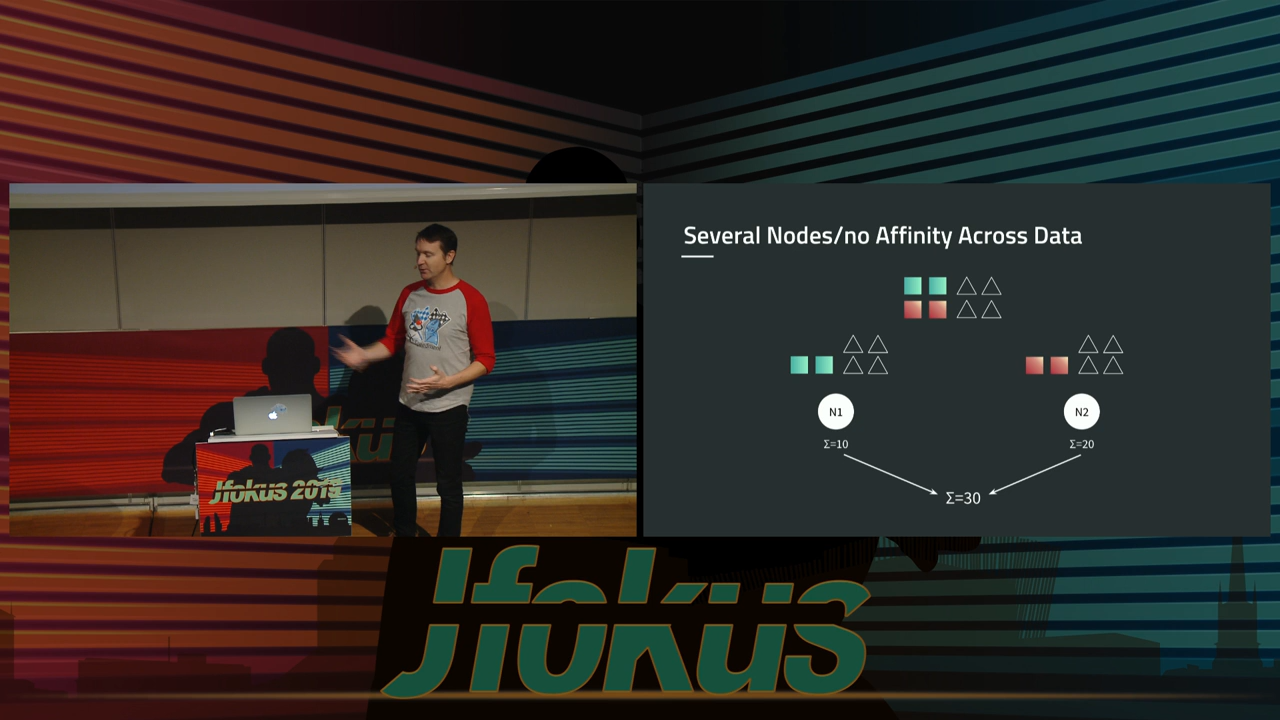 Several Nodes/no Affinity Across Data
N1
N2
Σ=10
Σ=20
Σ=30
Jfokus 2019
Jfokus